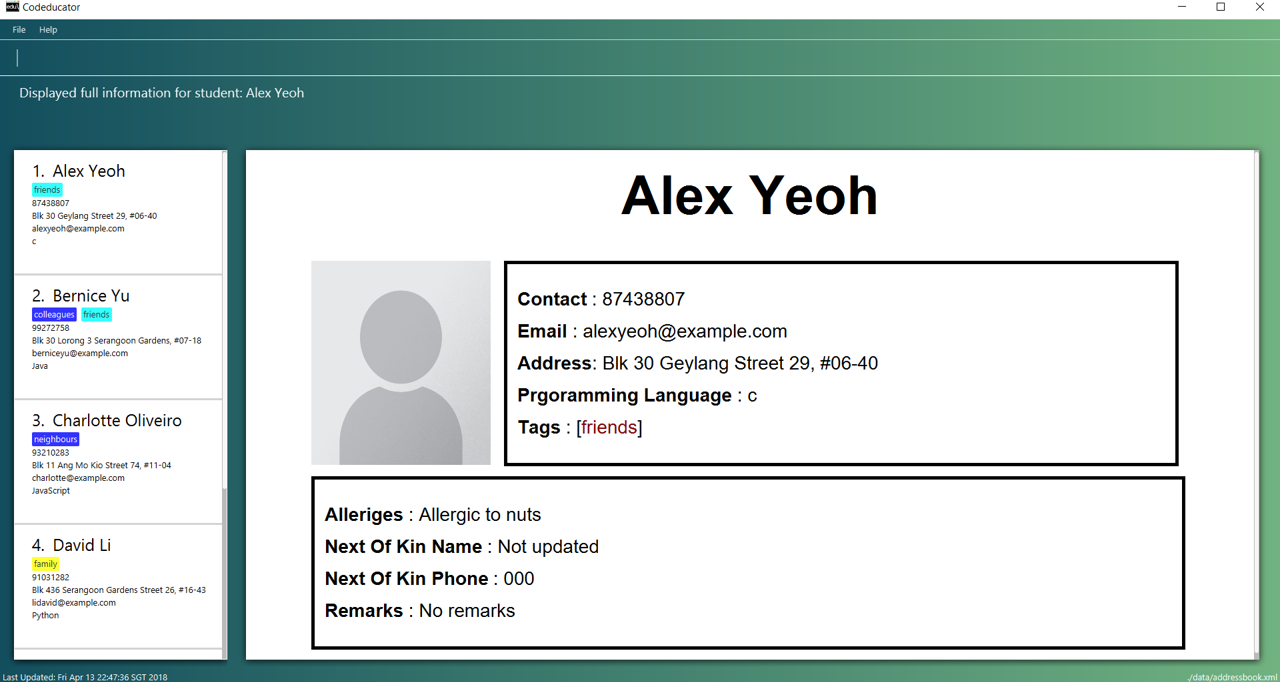 Codeducator
File Help
Displayed full information for student: Alex Yeoh
1. Alex Yeoh
friends
87438807
Blk 30 Geylang Street 29, #06-40
alexyeoh@example.com
c
2. Bernice Yu
colleagues friends
99272758
Blk 30 Lorong 3 Serangoon Gardens, #07-18
berniceyu@example.com
Java
3. Charlotte Oliveiro
neighbours
93210283
Blk 11 Ang Mo Kio Street 74, #11-04
charlotte@example.com
JavaScript
4. David Li
family
91031282
Blk 436 Serangoon Gardens Street 26, #16-43
lidavid@example.com
Python
Alex Yeoh
Contact : 87438807
Email : alexyeoh@example.com
Address: Blk 30 Geylang Street 29, #06-40
Prgoramming Language : c
Tags : [friends]
Alleriges : Allergic to nuts
Next Of Kin Name : Not updated
Next Of Kin Phone : 000
Remarks : No remarks
Last Updated: Fri Apr 13 22:47:36 SGT 2018
./data/addressbook.xml